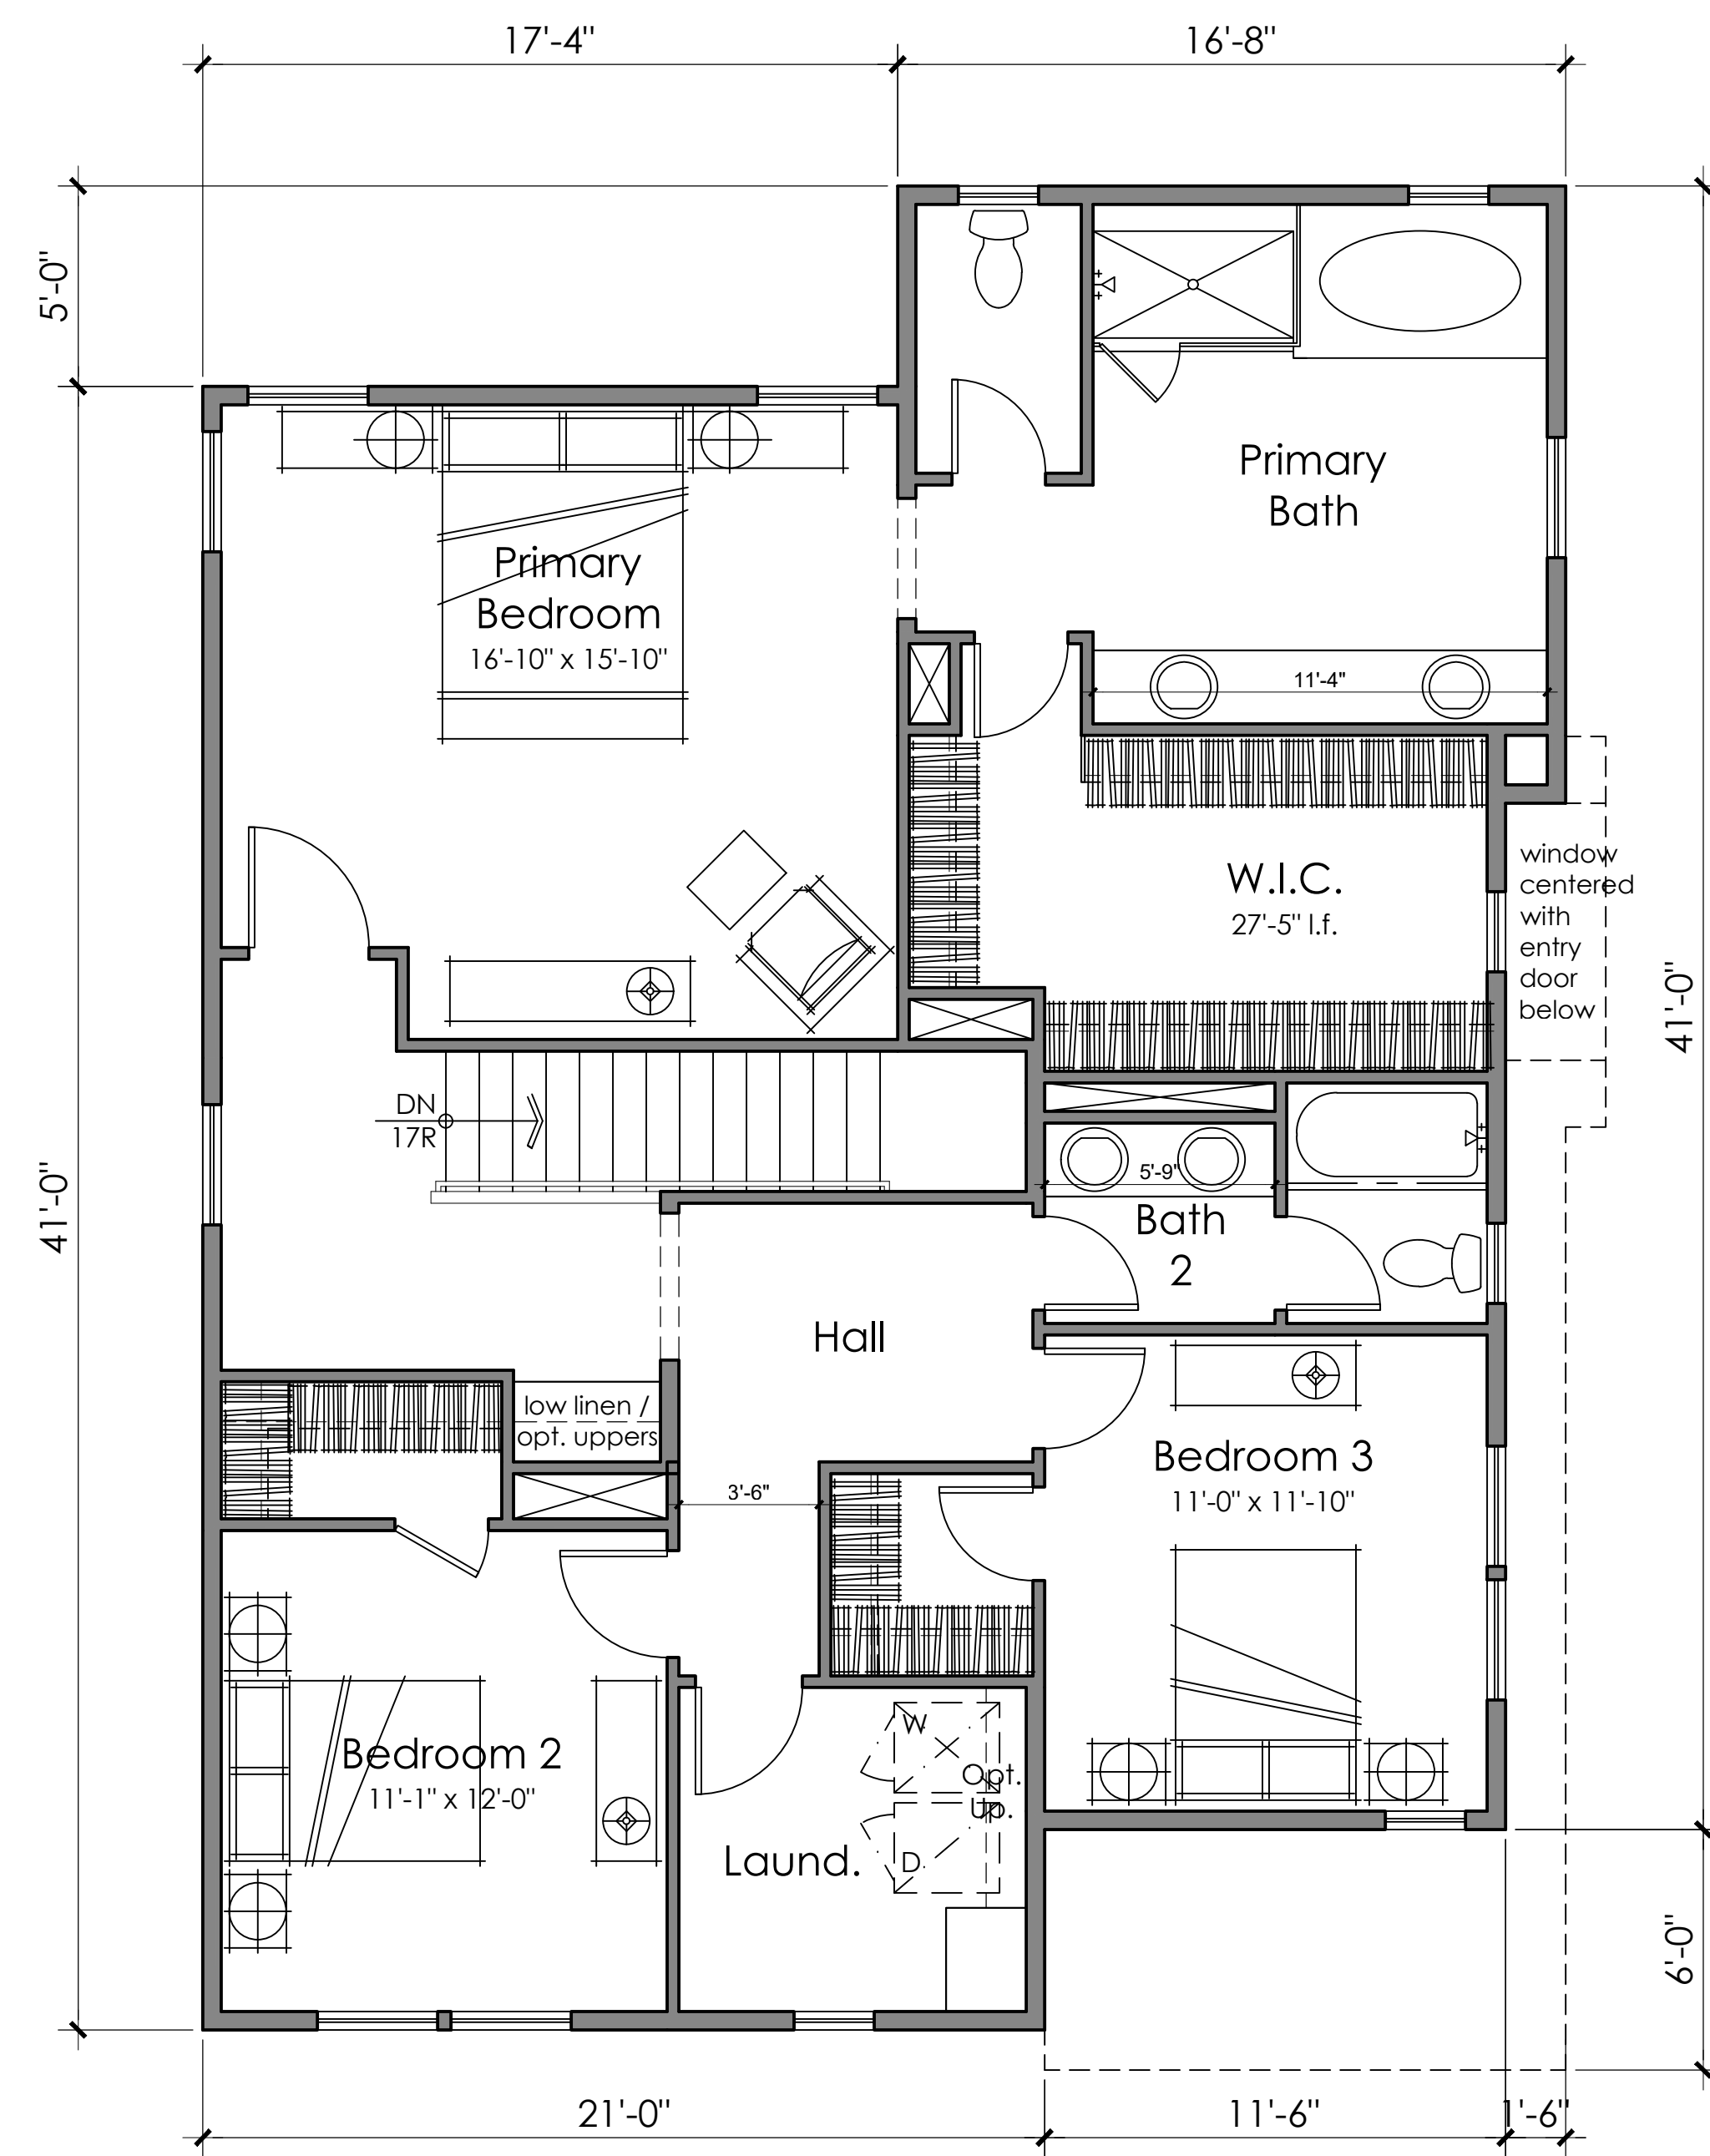 17'-4"
16'-8"
5'-0"
Primary
Bath
Primary
Bedroom
16'-10" x 15'-10"
11'-4"
W.I.C.
27'-5" l.f.
window
centered
with
entry
door
below
41'-0"
DN
17R
41'-0"
5'-9"
Bath
2
Hall
low linen /
opt. uppers
Bedroom 3
11'-0" x 11'-10"
3'-6"
W.
Opt.
Up.
Bedroom 2
11'-1" x 12'-0"
Laund.
D.
6'-0"
21'-0"
11'-6"
1'-6"